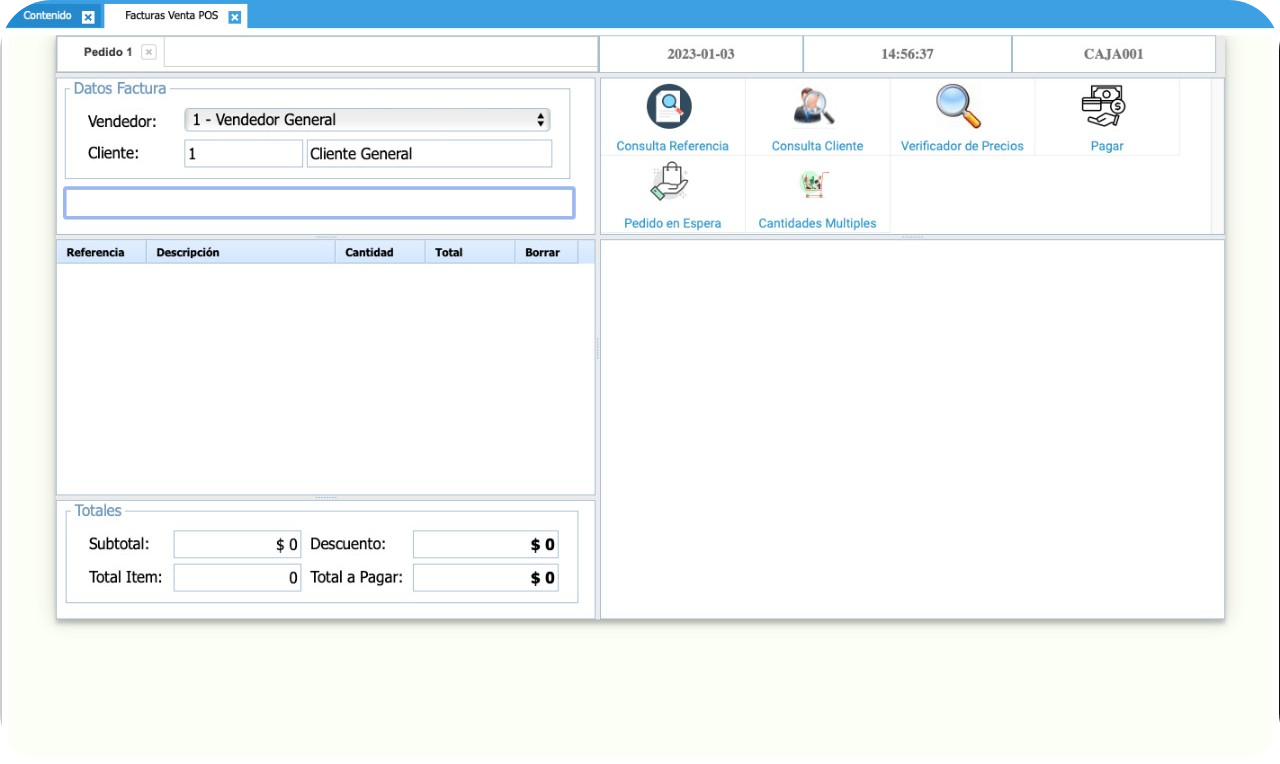 Contenido
Facturas Venta POS
Pedido 1
2023-01-03
14:56:37
CAJA001
Datos Factura
Vendedor:
1 - Vendedor General
Cliente:
1
Cliente General
Consulta Referencia
Consulta Cliente
Verificador de Precios
Pagar
Pedido en Espera
Cantidades Multiples
Referencia
Descripción
Cantidad
Total
Borrar
Totales
Subtotal:
$ 0
Descuento:
$ 0
Total Item:
0
Total a Pagar:
$ 0